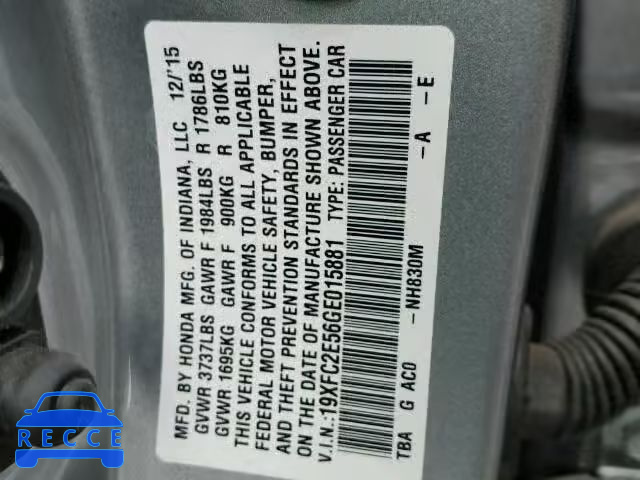 MFD. BY HONDA MFG. OF INDIANA, LLC 12/'15
GVWR 3737LBS GAWR F 1984LBS R 1786LBS
GVWR 1695KG GAWR F 900KG R 810KG
THIS VEHICLE CONFORMS TO ALL APPLICABLE
FEDERAL MOTOR VEHICLE SAFETY, BUMPER,
AND THEFT PREVENTION STANDARDS IN EFFECT
ON THE DATE OF MANUFACTURE SHOWN ABOVE.
V.I.N.:19XFC2E56GE015881 TYPE: PASSENGER CAR
TBA G AC0 -NH830M -A -E
RECCE